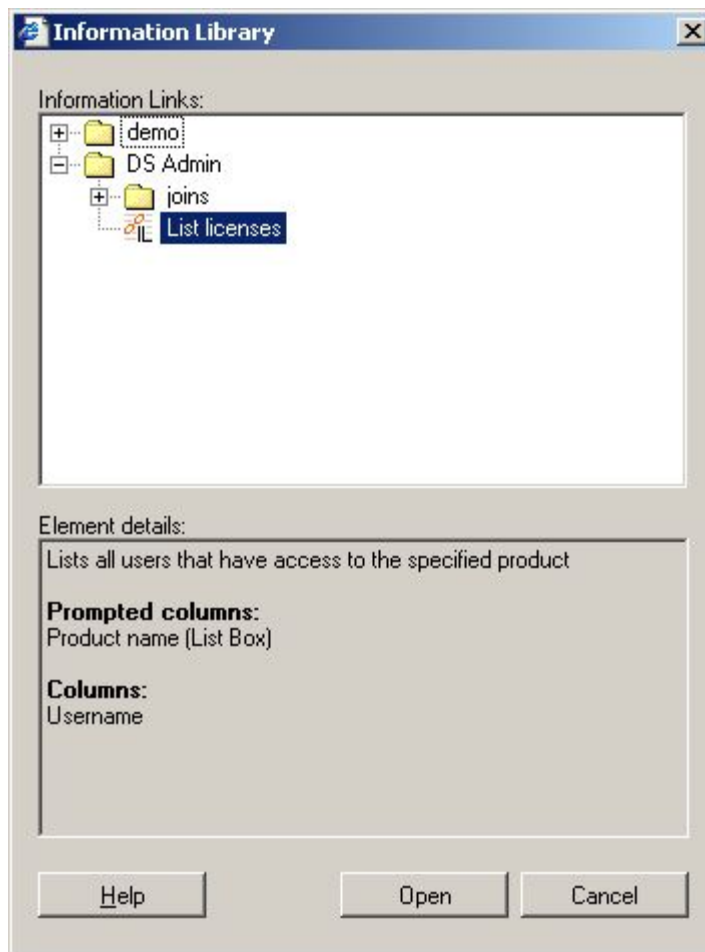 Information Library
Information Links:
demo
DS Admin
joins
IL List licenses
Element details:
Lists all users that have access to the specified product
Prompted columns:
Product name (List Box)
Columns:
Username
Help Open Cancel